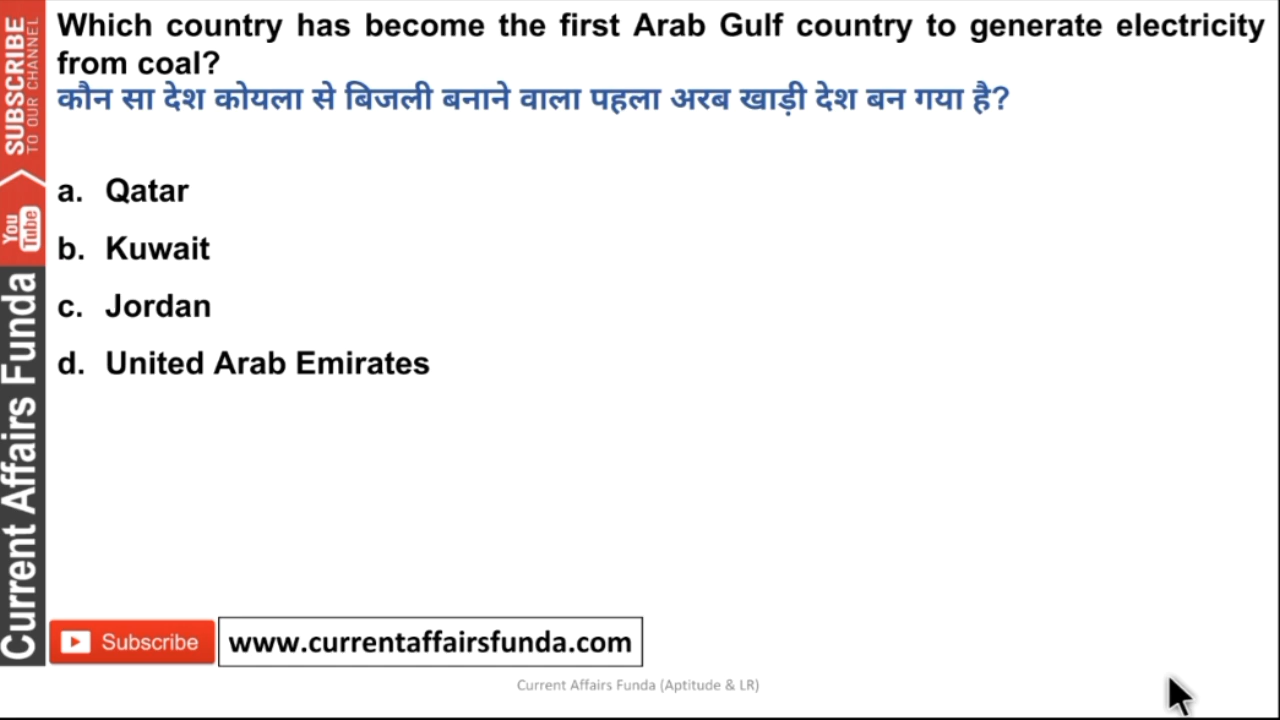 Which country has become the first Arab Gulf country to generate electricity
from coal?
कौन सा देश कोयला से बिजली बनाने वाला पहला अरब खाड़ी देश बन गया है?
a. Qatar
b. Kuwait
c. Jordan
d. United Arab Emirates
SUBSCRIBE
TO OUR CHANNEL
You
Tube
Current Affairs Funda
Subscribe
www.currentaffairsfunda.com
Current Affairs Funda (Aptitude & LR)